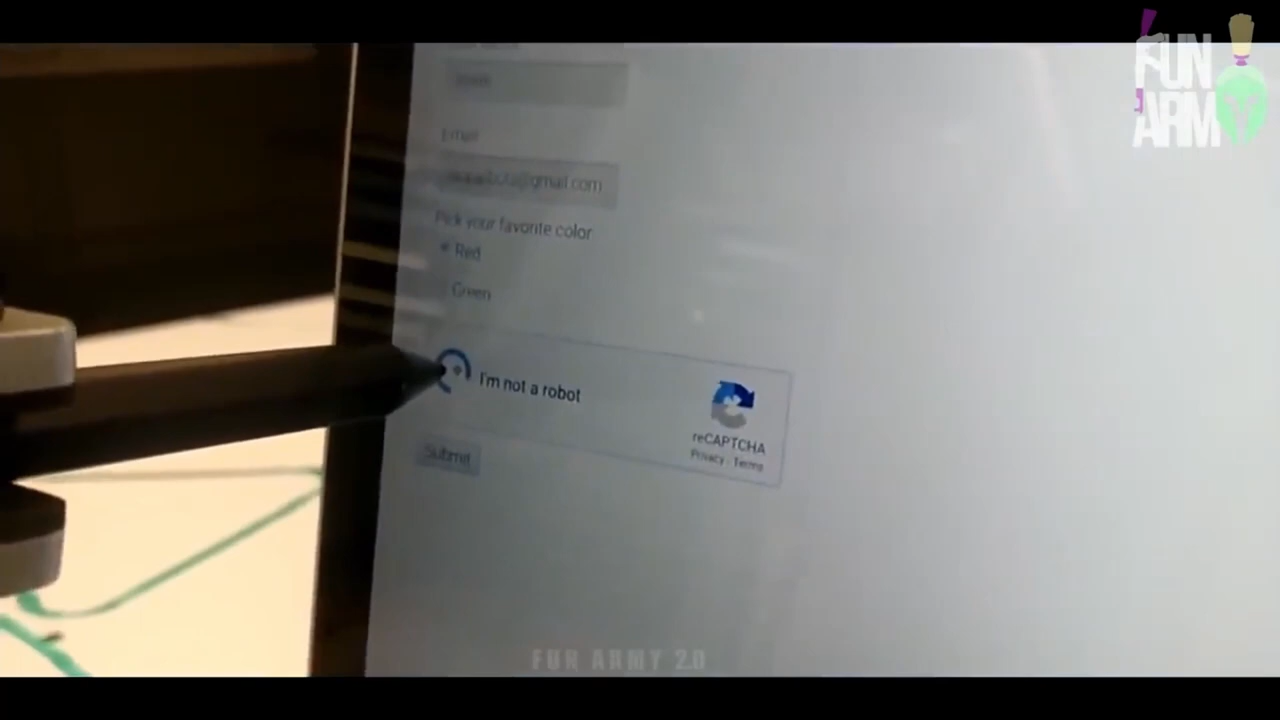 FUN
ARM
Email
@gmail.com
Pick your favorite color
Red
Green
I'm not a robot
reCAPTCHA
Privacy - Terms
Submit
FUN ARMY 2.0